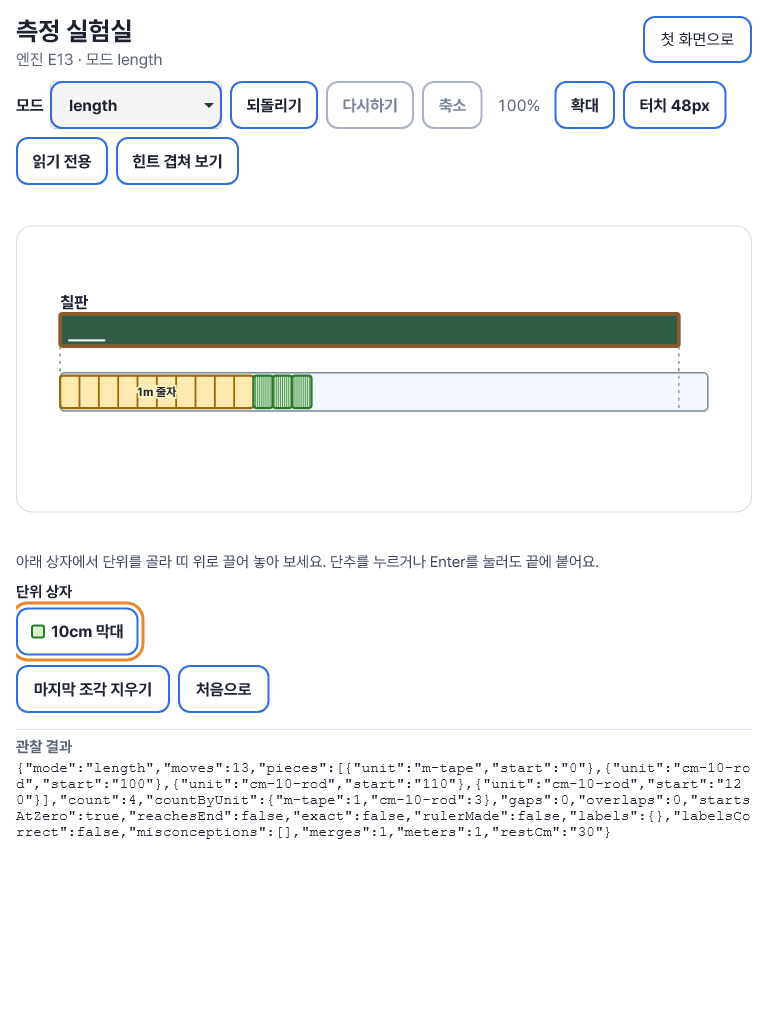 측정 실험실
엔진 E13 · 모드 length
첫 화면으로
모드 length 되돌리기 다시하기 축소 100% 확대 터치 48px
읽기 전용 힌트 겹쳐 보기
칠판
1m 줄자
아래 상자에서 단위를 골라 띠 위로 끌어 놓아 보세요. 단추를 누르거나 Enter를 눌러도 끝에 붙어요.
단위 상자
10cm 막대
마지막 조각 지우기 처음으로
관찰 결과
{"mode":"length","moves":13,"pieces":[{"unit":"m-tape","start":"0"},{"unit":"cm-10-ro
d","start":"100"},{"unit":"cm-10-rod","start":"110"},{"unit":"cm-10-rod","start":"12
0"}],"count":4,"countByUnit":{"m-tape":1,"cm-10-rod":3},"gaps":0,"overlaps":0,"starts
AtZero":true,"reachesEnd":false,"exact":false,"rulerMade":false,"labels":{},"labelsCo
rrect":false,"misconceptions":[],"merges":1,"meters":1,"restCm":"30"}